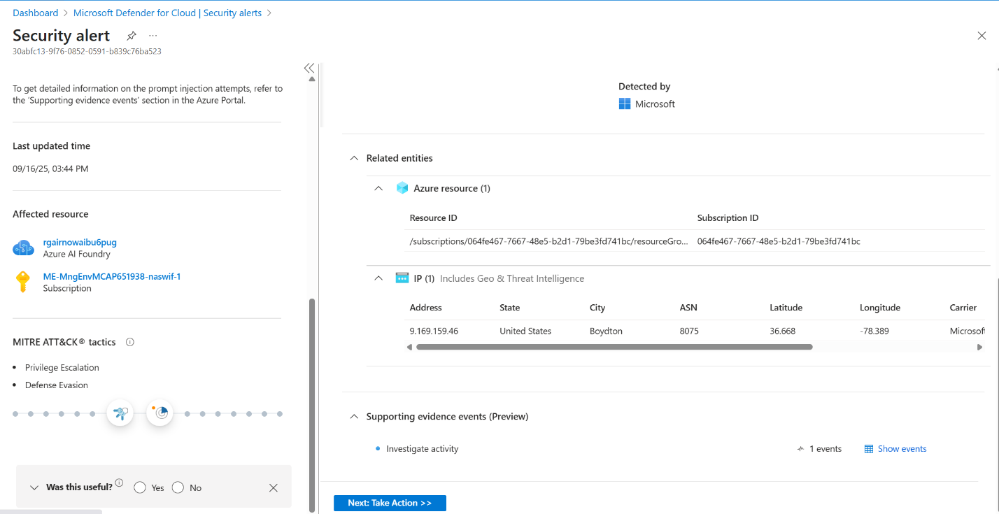 Dashboard > Microsoft Defender for Cloud | Security alerts >
Security alert
30abfc13-9f76-0852-0591-b839c76ba523
To get detailed information on the prompt injection attempts, refer to
the 'Supporting evidence events' section in the Azure Portal.
Last updated time
09/16/25, 03:44 PM
Affected resource
rgairnowaibu6pug
Azure AI Foundry
ME-MngEnvMCAP651938-naswif-1
Subscription
MITRE ATT&CK® tactics
• Privilege Escalation
• Defense Evasion
Was this useful? Yes No
Detected by
Microsoft
Related entities
Azure resource (1)
Resource ID Subscription ID
/subscriptions/064fe467-7667-48e5-b2d1-79be3fd741bc/resourceGro... 064fe467-7667-48e5-b2d1-79be3fd741bc
IP (1) Includes Geo & Threat Intelligence
Address State City ASN Latitude Longitude Carrier
9.169.159.46 United States Boydton 8075 36.668 -78.389 Microsoft
Supporting evidence events (Preview)
• Investigate activity 1 events Show events
Next: Take Action >>